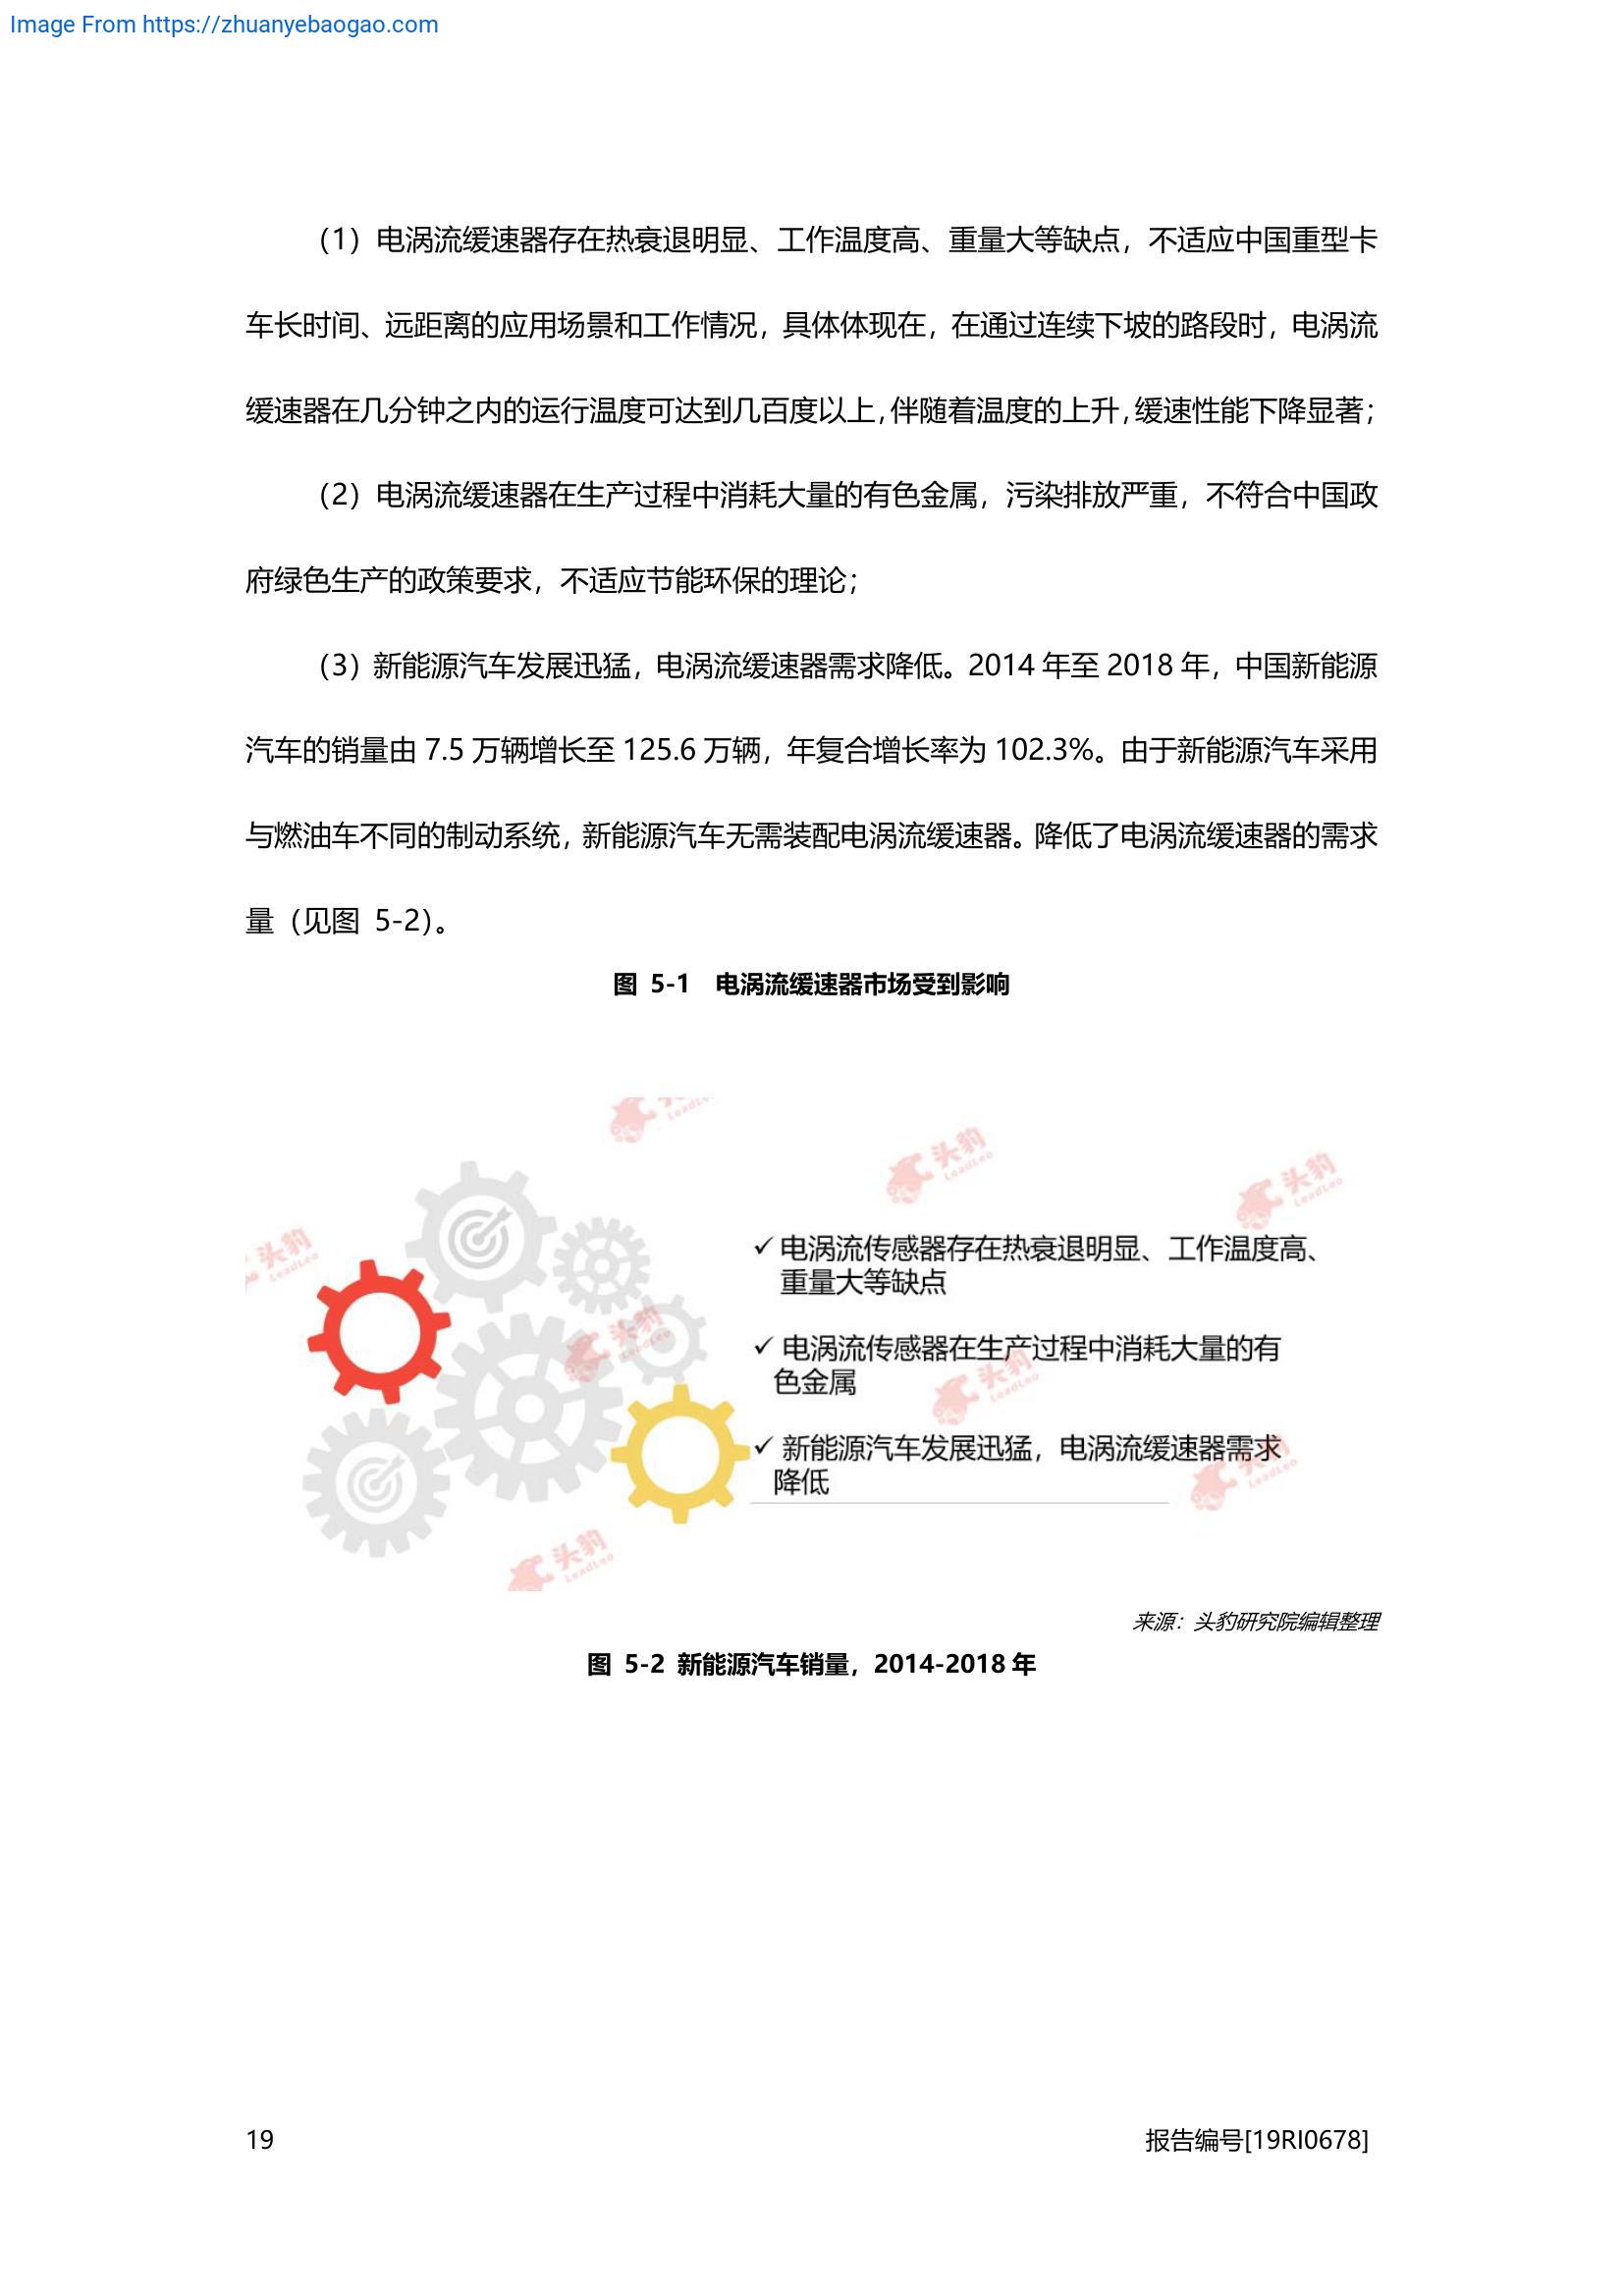 Image From https://zhuanyebaogao.com
（1）电涡流缓速器存在热衰退明显、工作温度高、重量大等缺点，不适应中国重型卡
车长时间、远距离的应用场景和工作情况，具体体现在，在通过连续下坡的路段时，电涡流
缓速器在几分钟之内的运行温度可达到几百度以上，伴随着温度的上升，缓速性能下降显著；
（2）电涡流缓速器在生产过程中消耗大量的有色金属，污染排放严重，不符合中国政
府绿色生产的政策要求，不适应节能环保的理论；
（3）新能源汽车发展迅猛，电涡流缓速器需求降低。2014 年至 2018 年，中国新能源
汽车的销量由 7.5 万辆增长至 125.6 万辆，年复合增长率为 102.3%。由于新能源汽车采用
与燃油车不同的制动系统，新能源汽车无需装配电涡流缓速器。降低了电涡流缓速器的需求
量（见图 5-2）。
图 5-1 电涡流缓速器市场受到影响
头豹
LeadLeo
头豹
LeadLeo
头豹
LeadLeo
✓ 电涡流传感器存在热衰退明显、工作温度高、
重量大等缺点
头豹
✓ 电涡流传感器在生产过程中消耗大量的有
色金属
头豹
LeadLeo
✓ 新能源汽车发展迅猛，电涡流缓速器需求
降低
头豹
LeadLeo
头豹
LeadLeo
来源：头豹研究院编辑整理
图 5-2 新能源汽车销量，2014-2018 年
19
报告编号[19RI0678]